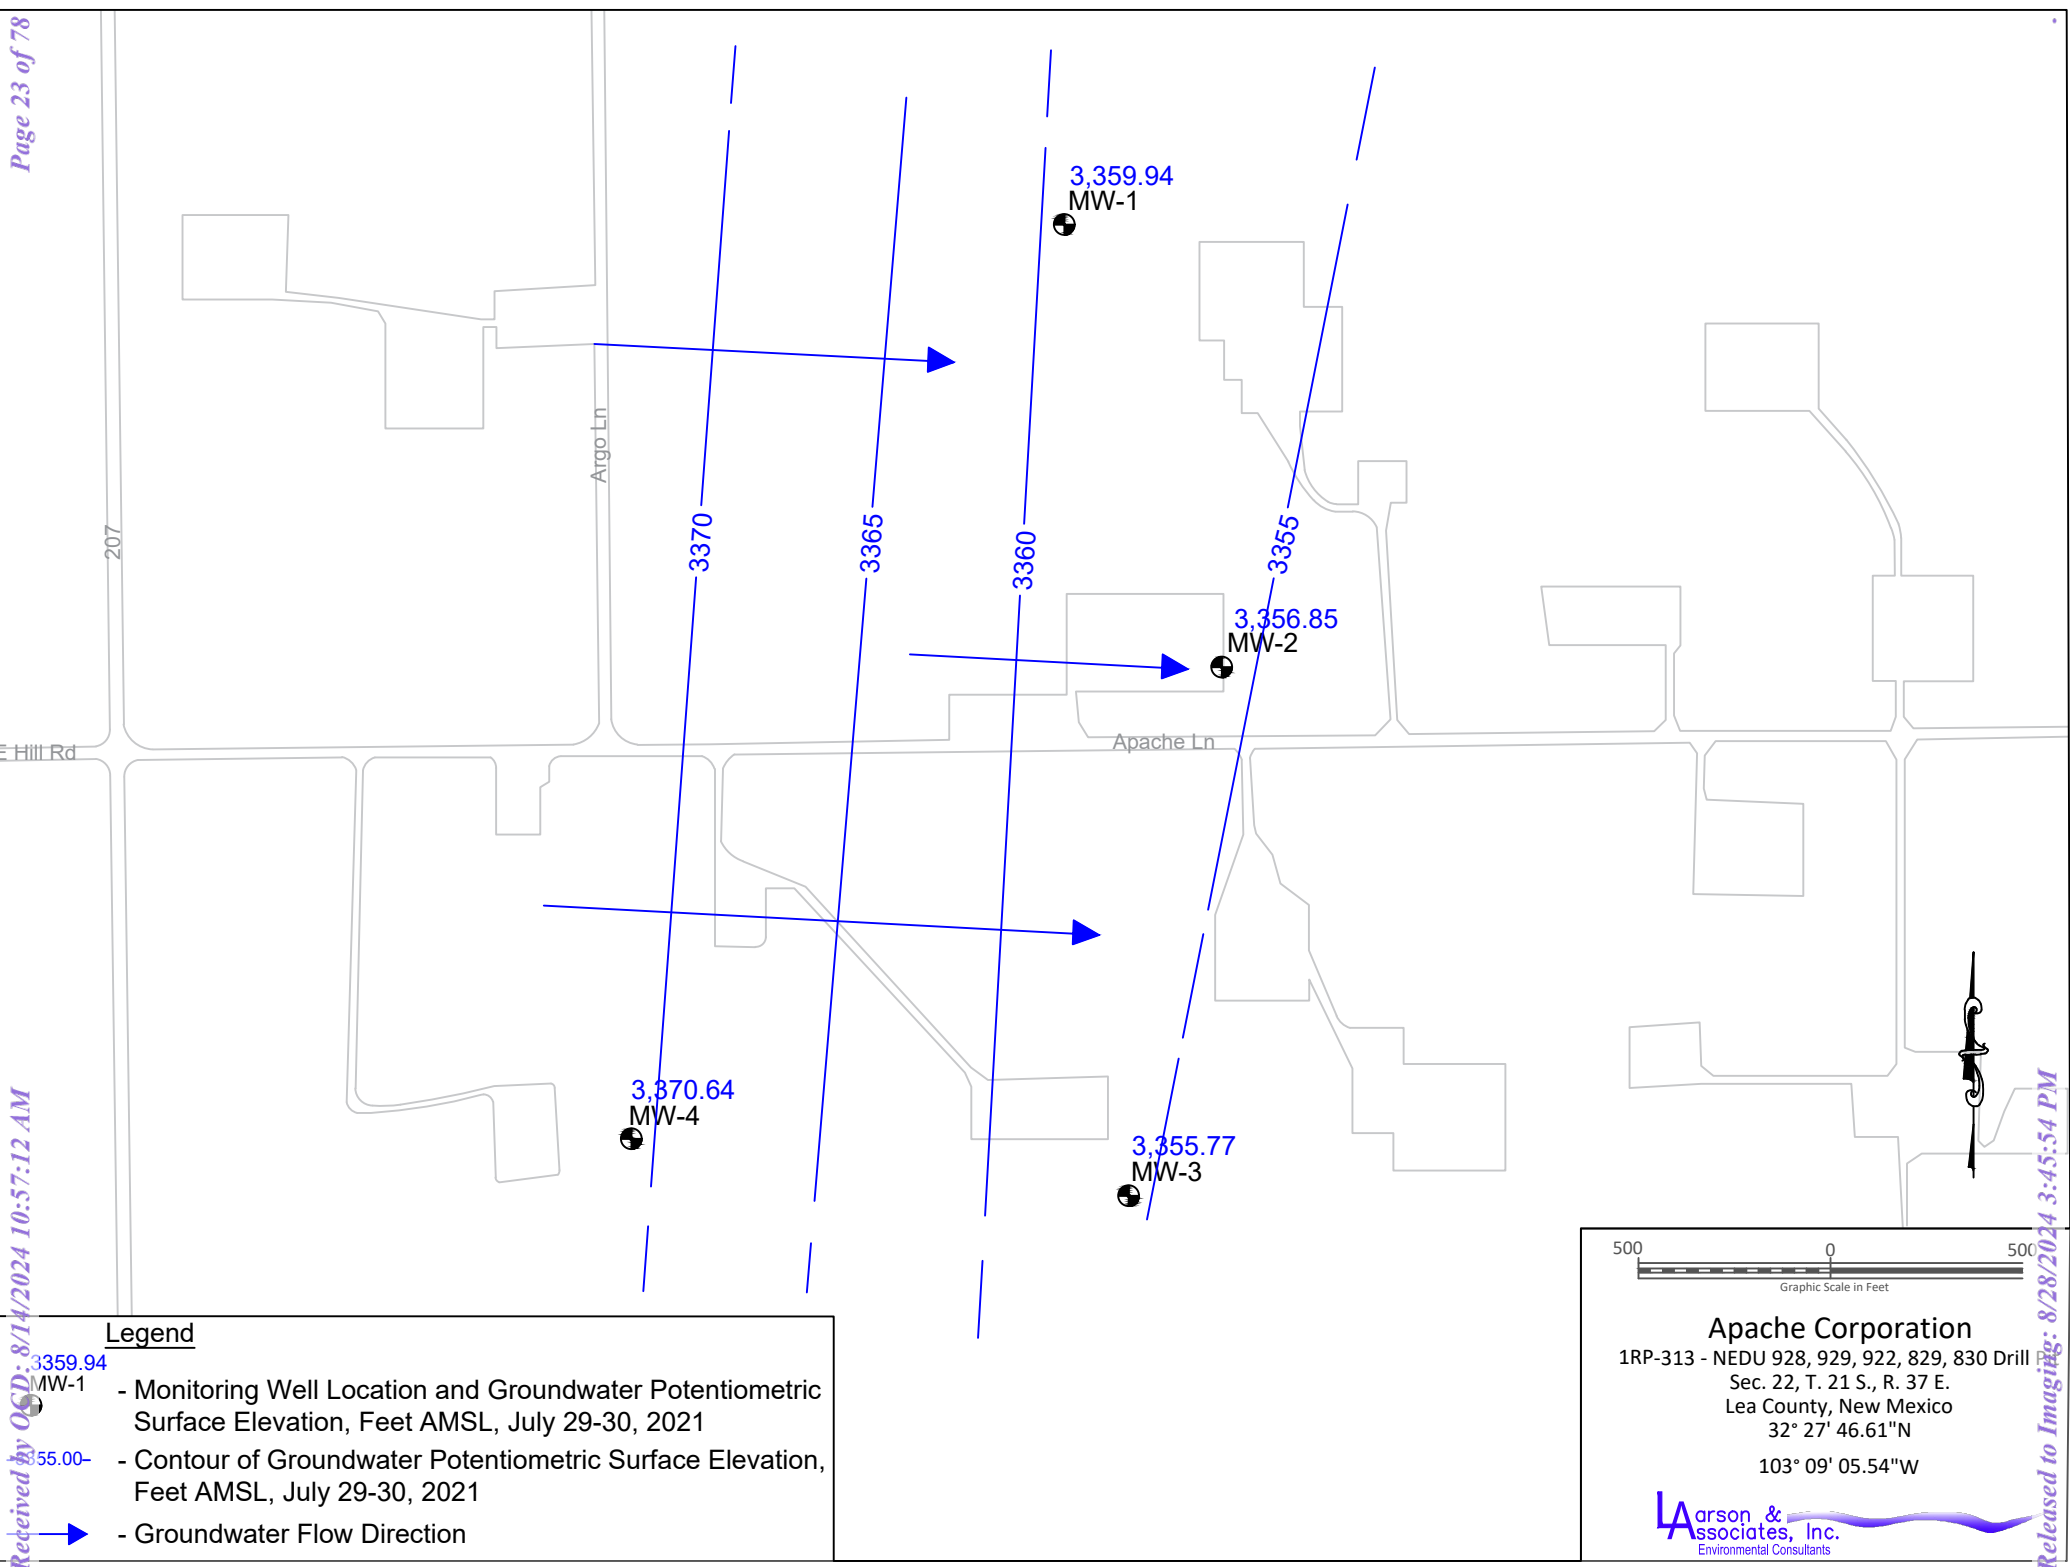 Page 23 of 78
3,359.94
MW-1
Argo Ln
207
3370
3365
3360
3355
3,356.85
MW-2
E Hill Rd
Apache Ln
3,370.64
MW-4
3,355.77
MW-3
Received by OCD: 8/14/2024 10:57:12 AM
Released to Imaging: 8/28/2024 3:45:54 PM
500 0 500
Graphic Scale in Feet
Apache Corporation
1RP-313 - NEDU 928, 929, 922, 829, 830 Drill
Sec. 22, T. 21 S., R. 37 E.
Lea County, New Mexico
32° 27' 46.61"N
103° 09' 05.54"W
Larson &
Associates, Inc.
Environmental Consultants
Legend
3359.94
MW-1
- Monitoring Well Location and Groundwater Potentiometric
Surface Elevation, Feet AMSL, July 29-30, 2021
55.00
- Contour of Groundwater Potentiometric Surface Elevation,
Feet AMSL, July 29-30, 2021
- Groundwater Flow Direction